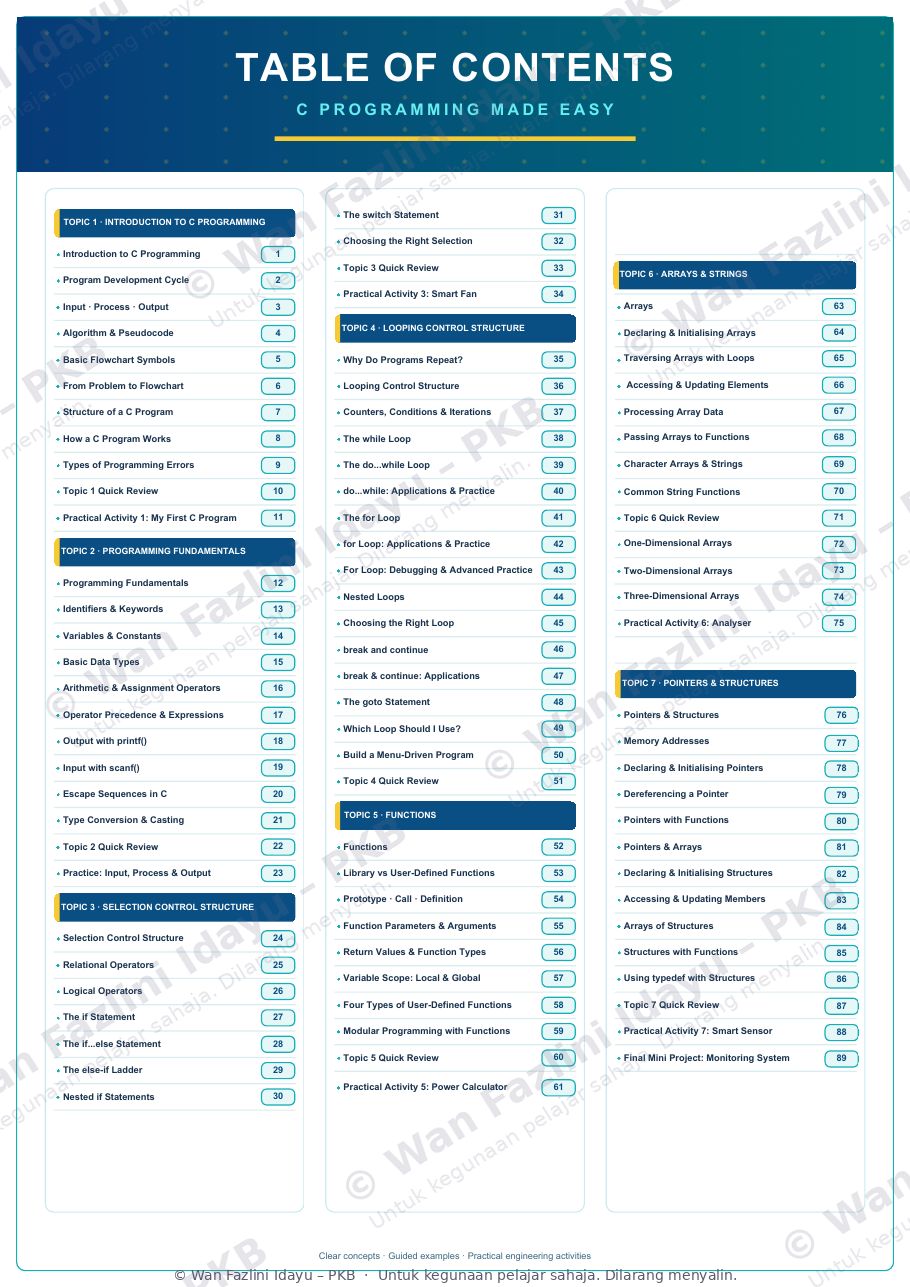 TABLE OF CONTENTS
C PROGRAMMING MADE EASY
TOPIC 1 · INTRODUCTION TO C PROGRAMMING
Introduction to C Programming 1
Program Development Cycle 2
Input · Process · Output 3
Algorithm & Pseudocode 4
Basic Flowchart Symbols 5
From Problem to Flowchart 6
Structure of a C Program 7
How a C Program Works 8
Types of Programming Errors 9
Topic 1 Quick Review 10
Practical Activity 1: My First C Program 11
TOPIC 2 · PROGRAMMING FUNDAMENTALS
Programming Fundamentals 12
Identifiers & Keywords 13
Variables & Constants 14
Basic Data Types 15
Arithmetic & Assignment Operators 16
Operator Precedence & Expressions 17
Output with printf() 18
Input with scanf() 19
Escape Sequences in C 20
Type Conversion & Casting 21
Topic 2 Quick Review 22
Practice: Input, Process & Output 23
TOPIC 3 · SELECTION CONTROL STRUCTURE
Selection Control Structure 24
Relational Operators 25
Logical Operators 26
The if Statement 27
The if...else Statement 28
The else-if Ladder 29
Nested if Statements 30
The switch Statement 31
Choosing the Right Selection 32
Topic 3 Quick Review 33
Practical Activity 3: Smart Fan 34
TOPIC 4 · LOOPING CONTROL STRUCTURE
Why Do Programs Repeat? 35
Looping Control Structure 36
Counters, Conditions & Iterations 37
The while Loop 38
The do...while Loop 39
do...while: Applications & Practice 40
The for Loop 41
for Loop: Applications & Practice 42
For Loop: Debugging & Advanced Practice 43
Nested Loops 44
Choosing the Right Loop 45
break and continue 46
break & continue: Applications 47
The goto Statement 48
Which Loop Should I Use? 49
Build a Menu-Driven Program 50
Topic 4 Quick Review 51
TOPIC 5 · FUNCTIONS
Functions 52
Library vs User-Defined Functions 53
Prototype · Call · Definition 54
Function Parameters & Arguments 55
Return Values & Function Types 56
Variable Scope: Local & Global 57
Four Types of User-Defined Functions 58
Modular Programming with Functions 59
Topic 5 Quick Review 60
Practical Activity 5: Power Calculator 61
TOPIC 6 · ARRAYS & STRINGS
Arrays 63
Declaring & Initialising Arrays 64
Traversing Arrays with Loops 65
Accessing & Updating Elements 66
Processing Array Data 67
Passing Arrays to Functions 68
Character Arrays & Strings 69
Common String Functions 70
Topic 6 Quick Review 71
One-Dimensional Arrays 72
Two-Dimensional Arrays 73
Three-Dimensional Arrays 74
Practical Activity 6: Analyser 75
TOPIC 7 · POINTERS & STRUCTURES
Pointers & Structures 76
Memory Addresses 77
Declaring & Initialising Pointers 78
Dereferencing a Pointer 79
Pointers with Functions 80
Pointers & Arrays 81
Declaring & Initialising Structures 82
Accessing & Updating Members 83
Arrays of Structures 84
Structures with Functions 85
Using typedef with Structures 86
Topic 7 Quick Review 87
Practical Activity 7: Smart Sensor 88
Final Mini Project: Monitoring System 89
Clear concepts · Guided examples · Practical engineering activities
© Wan Fazlini Idayu – PKB · Untuk kegunaan pelajar sahaja. Dilarang menyalin.
© Wan Fazlini Idayu – PKB
Untuk kegunaan pelajar sahaja. Dilarang menyalin.